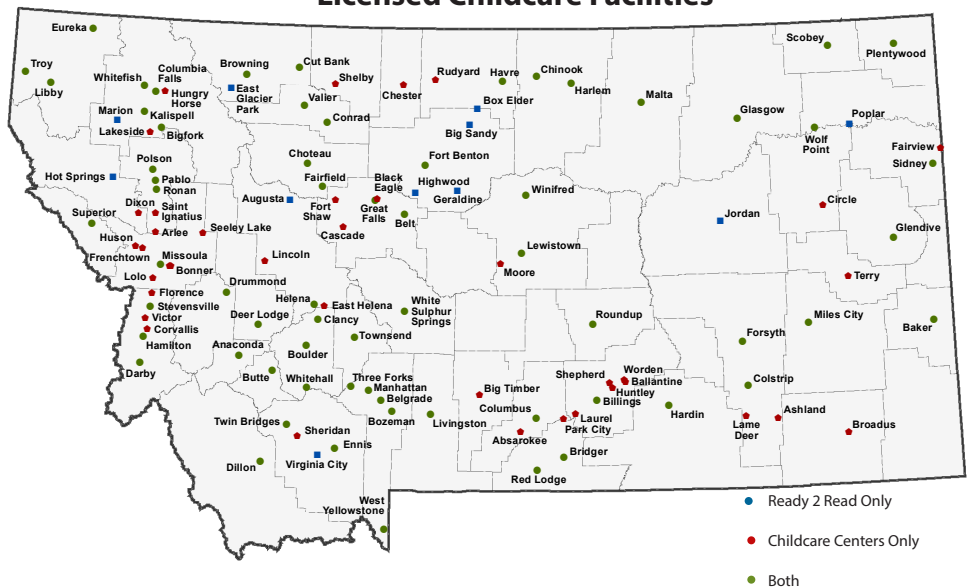 Licensed Childcare Facilities
Eureka
Scobey
Plentywood
Troy
Libby
Whitefish
Columbia
Falls
Hungry
Horse
Browning
East
Glacier
Park
Cut Bank
Shelby
Valier
Conrad
Chester
Rudyard
Havre
Chinook
Harlem
Malta
Box Elder
Big Sandy
Glasgow
Wolf
Point
Poplar
Fairview
Sidney
Marion
Kalispell
Lakeside
Bigfork
Polson
Pablo
Ronan
Hot Springs
Dixon
Saint
Ignatius
Arlee
Superior
Huson
Frenchtown
Missoula
Bonner
Lolo
Seeley Lake
Choteau
Fairfield
Augusta
Fort
Shaw
Cascade
Black
Eagle
Great
Falls
Belt
Fort Benton
Highwood
Geraldine
Winifred
Jordan
Circle
Glendive
Lincoln
Lewistown
Moore
Terry
Florence
Stevensville
Victor
Corvallis
Hamilton
Darby
Drummond
Deer Lodge
Anaconda
Butte
Helena
East Helena
Clancy
Boulder
Townsend
White
Sulphur
Springs
Roundup
Miles City
Baker
Forsyth
Colstrip
Whitehall
Three Forks
Manhattan
Belgrade
Bozeman
Livingston
Big Timber
Columbus
Absarokee
Shepherd
Worden
Ballantine
Huntley
Billings
Laurel
Park City
Hardin
Lame
Deer
Ashland
Broadus
Twin Bridges
Sheridan
Ennis
Virginia City
Dillon
Bridger
Red Lodge
West
Yellowstone
Ready 2 Read Only
Childcare Centers Only
Both